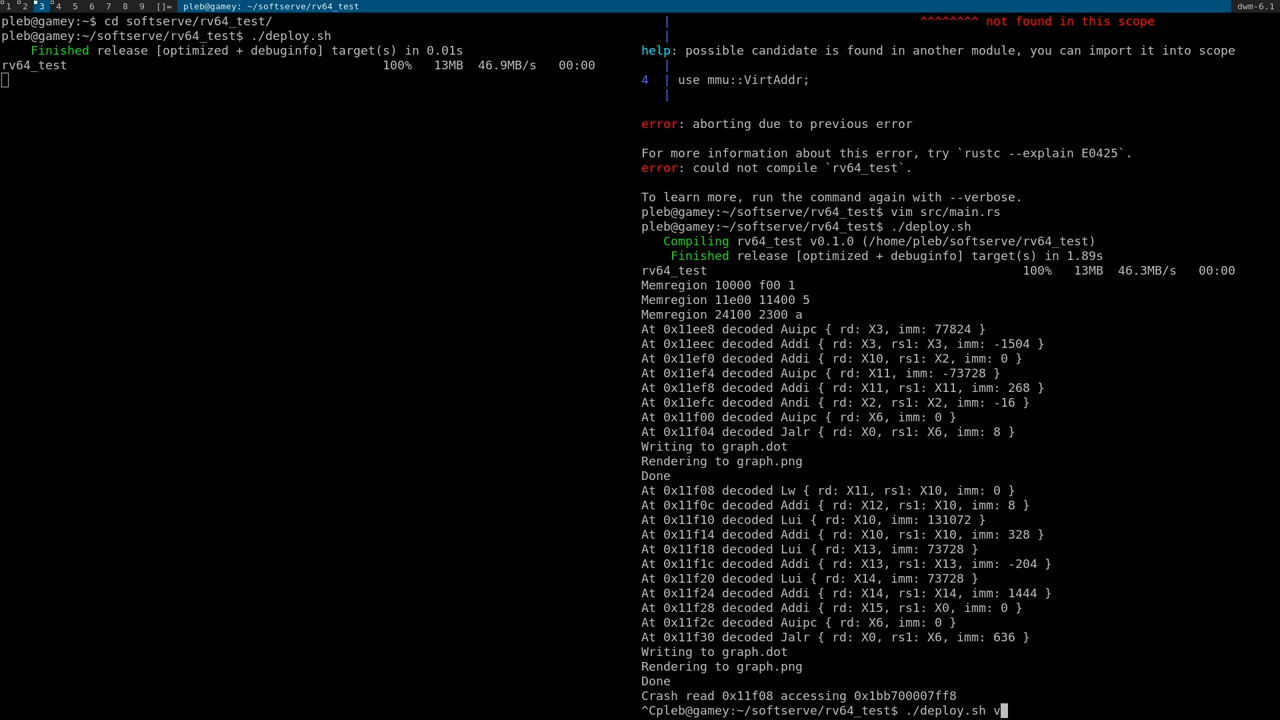 1 2 3 4 5 6 7 8 9 []= pleb@gamey: ~/softserve/rv64_test dwm-6.1
pleb@gamey:~$ cd softserve/rv64_test/
pleb@gamey:~/softserve/rv64_test$ ./deploy.sh
Finished release [optimized + debuginfo] target(s) in 0.01s
rv64_test 100% 13MB 46.9MB/s 00:00
| ^^^^^^^^ not found in this scope
|
help: possible candidate is found in another module, you can import it into scope
|
4 | use mmu::VirtAddr;
|
error: aborting due to previous error
For more information about this error, try `rustc --explain E0425`.
error: could not compile `rv64_test`.
To learn more, run the command again with --verbose.
pleb@gamey:~/softserve/rv64_test$ vim src/main.rs
pleb@gamey:~/softserve/rv64_test$ ./deploy.sh
Compiling rv64_test v0.1.0 (/home/pleb/softserve/rv64_test)
Finished release [optimized + debuginfo] target(s) in 1.89s
rv64_test 100% 13MB 46.3MB/s 00:00
Memregion 10000 f00 1
Memregion 11e00 11400 5
Memregion 24100 2300 a
At 0x11ee8 decoded Auipc { rd: X3, imm: 77824 }
At 0x11eec decoded Addi { rd: X3, rs1: X3, imm: -1504 }
At 0x11ef0 decoded Addi { rd: X10, rs1: X2, imm: 0 }
At 0x11ef4 decoded Auipc { rd: X11, imm: -73728 }
At 0x11ef8 decoded Addi { rd: X11, rs1: X11, imm: 268 }
At 0x11efc decoded Andi { rd: X2, rs1: X2, imm: -16 }
At 0x11f00 decoded Auipc { rd: X6, imm: 0 }
At 0x11f04 decoded Jalr { rd: X0, rs1: X6, imm: 8 }
Writing to graph.dot
Rendering to graph.png
Done
At 0x11f08 decoded Lw { rd: X11, rs1: X10, imm: 0 }
At 0x11f0c decoded Addi { rd: X12, rs1: X10, imm: 8 }
At 0x11f10 decoded Lui { rd: X10, imm: 131072 }
At 0x11f14 decoded Addi { rd: X10, rs1: X10, imm: 328 }
At 0x11f18 decoded Lui { rd: X13, imm: 73728 }
At 0x11f1c decoded Addi { rd: X13, rs1: X13, imm: -204 }
At 0x11f20 decoded Lui { rd: X14, imm: 73728 }
At 0x11f24 decoded Addi { rd: X14, rs1: X14, imm: 1444 }
At 0x11f28 decoded Addi { rd: X15, rs1: X0, imm: 0 }
At 0x11f2c decoded Auipc { rd: X6, imm: 0 }
At 0x11f30 decoded Jalr { rd: X0, rs1: X6, imm: 636 }
Writing to graph.dot
Rendering to graph.png
Done
Crash read 0x11f08 accessing 0x1bb700007ff8
^Cpleb@gamey:~/softserve/rv64_test$ ./deploy.sh v